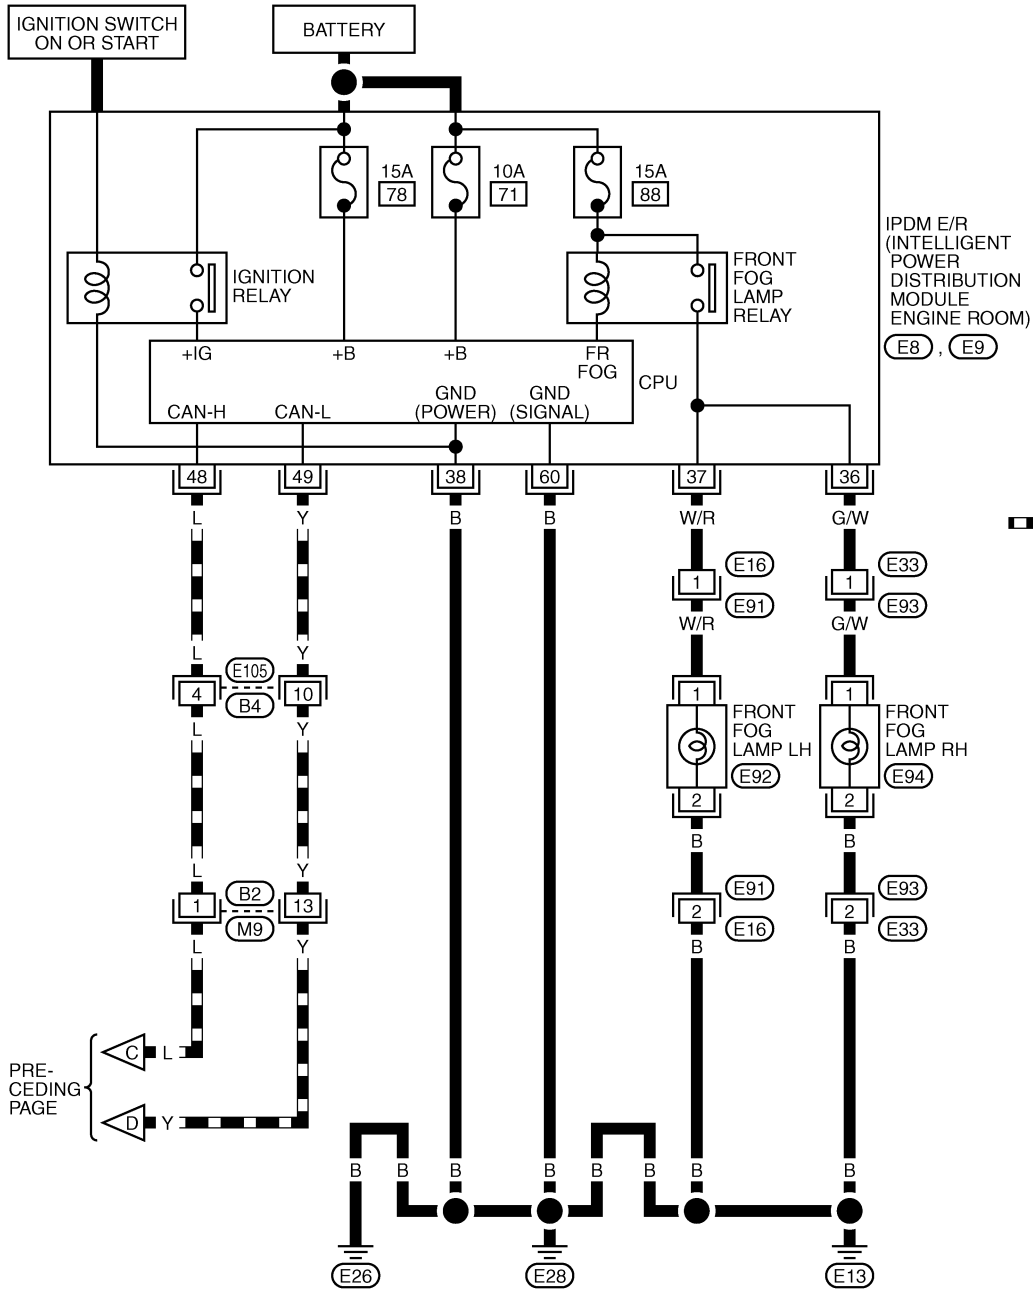 IGNITION SWITCH
ON OR START
BATTERY
15A
78
10A
71
15A
88
IPDM E/R
(INTELLIGENT
POWER
DISTRIBUTION
MODULE
ENGINE ROOM)
E8 , E9
IGNITION
RELAY
FRONT
FOG
LAMP
RELAY
+IG
+B
+B
FR
FOG
CPU
CAN-H
CAN-L
GND
(POWER)
GND
(SIGNAL)
48
49
38
60
37
36
L
Y
B
B
W/R
G/W
1
E16
E91
1
E33
E93
W/R
G/W
L
Y
4
E105
B4
10
L
Y
1
1
FRONT
FOG
LAMP LH
E92
FRONT
FOG
LAMP RH
E94
2
2
B
B
L
Y
1
B2
M9
13
2
E91
E16
2
E93
E33
L
Y
B
B
PRE-
CEDING
PAGE
C
L
D
Y
B
B
B
B
B
B
B
B
E26
E28
E13